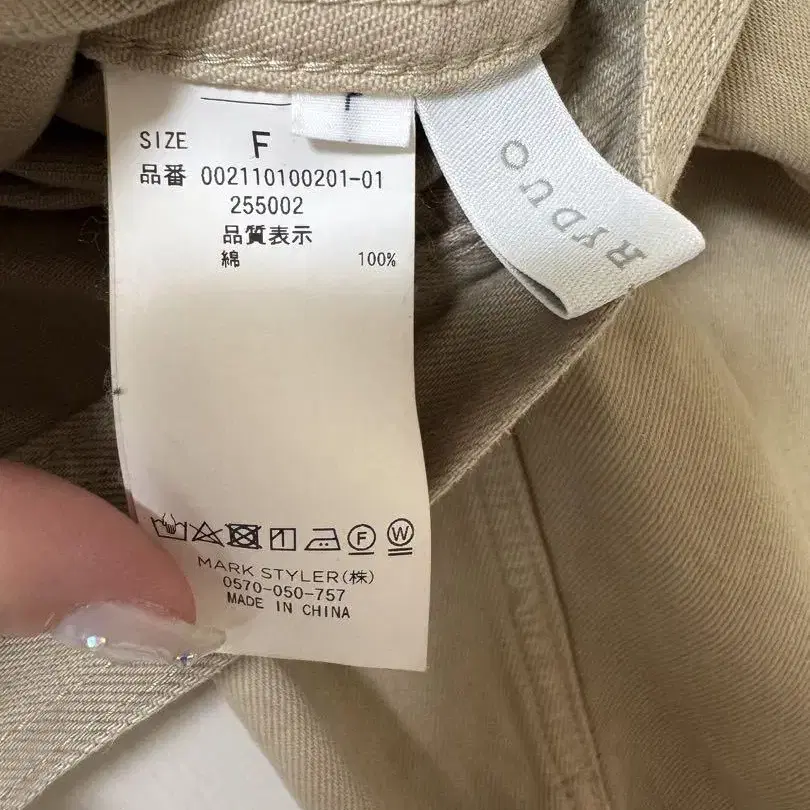 SIZE F
品番 002110100201-01
255002
品質表示
綿 100%
MARK STYLER(株)
0570-050-757
MADE IN CHINA
RYDUO